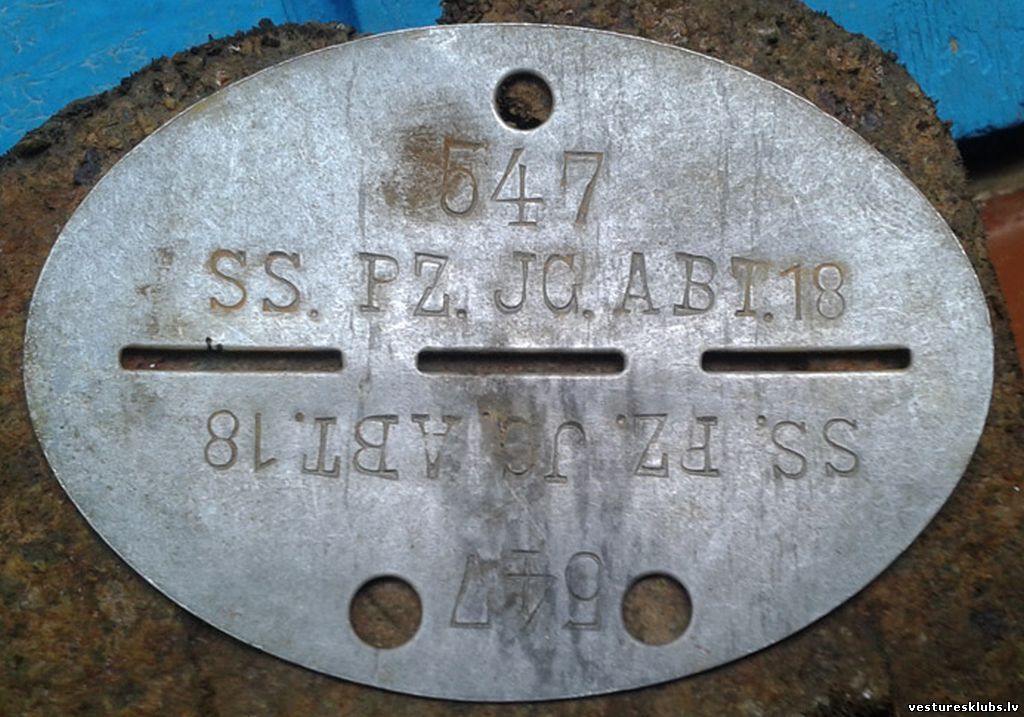 547
SS. PZ. JG. ABT. 18
SS. PZ. JG. ABT. 18
547
vesturesklubs.lv